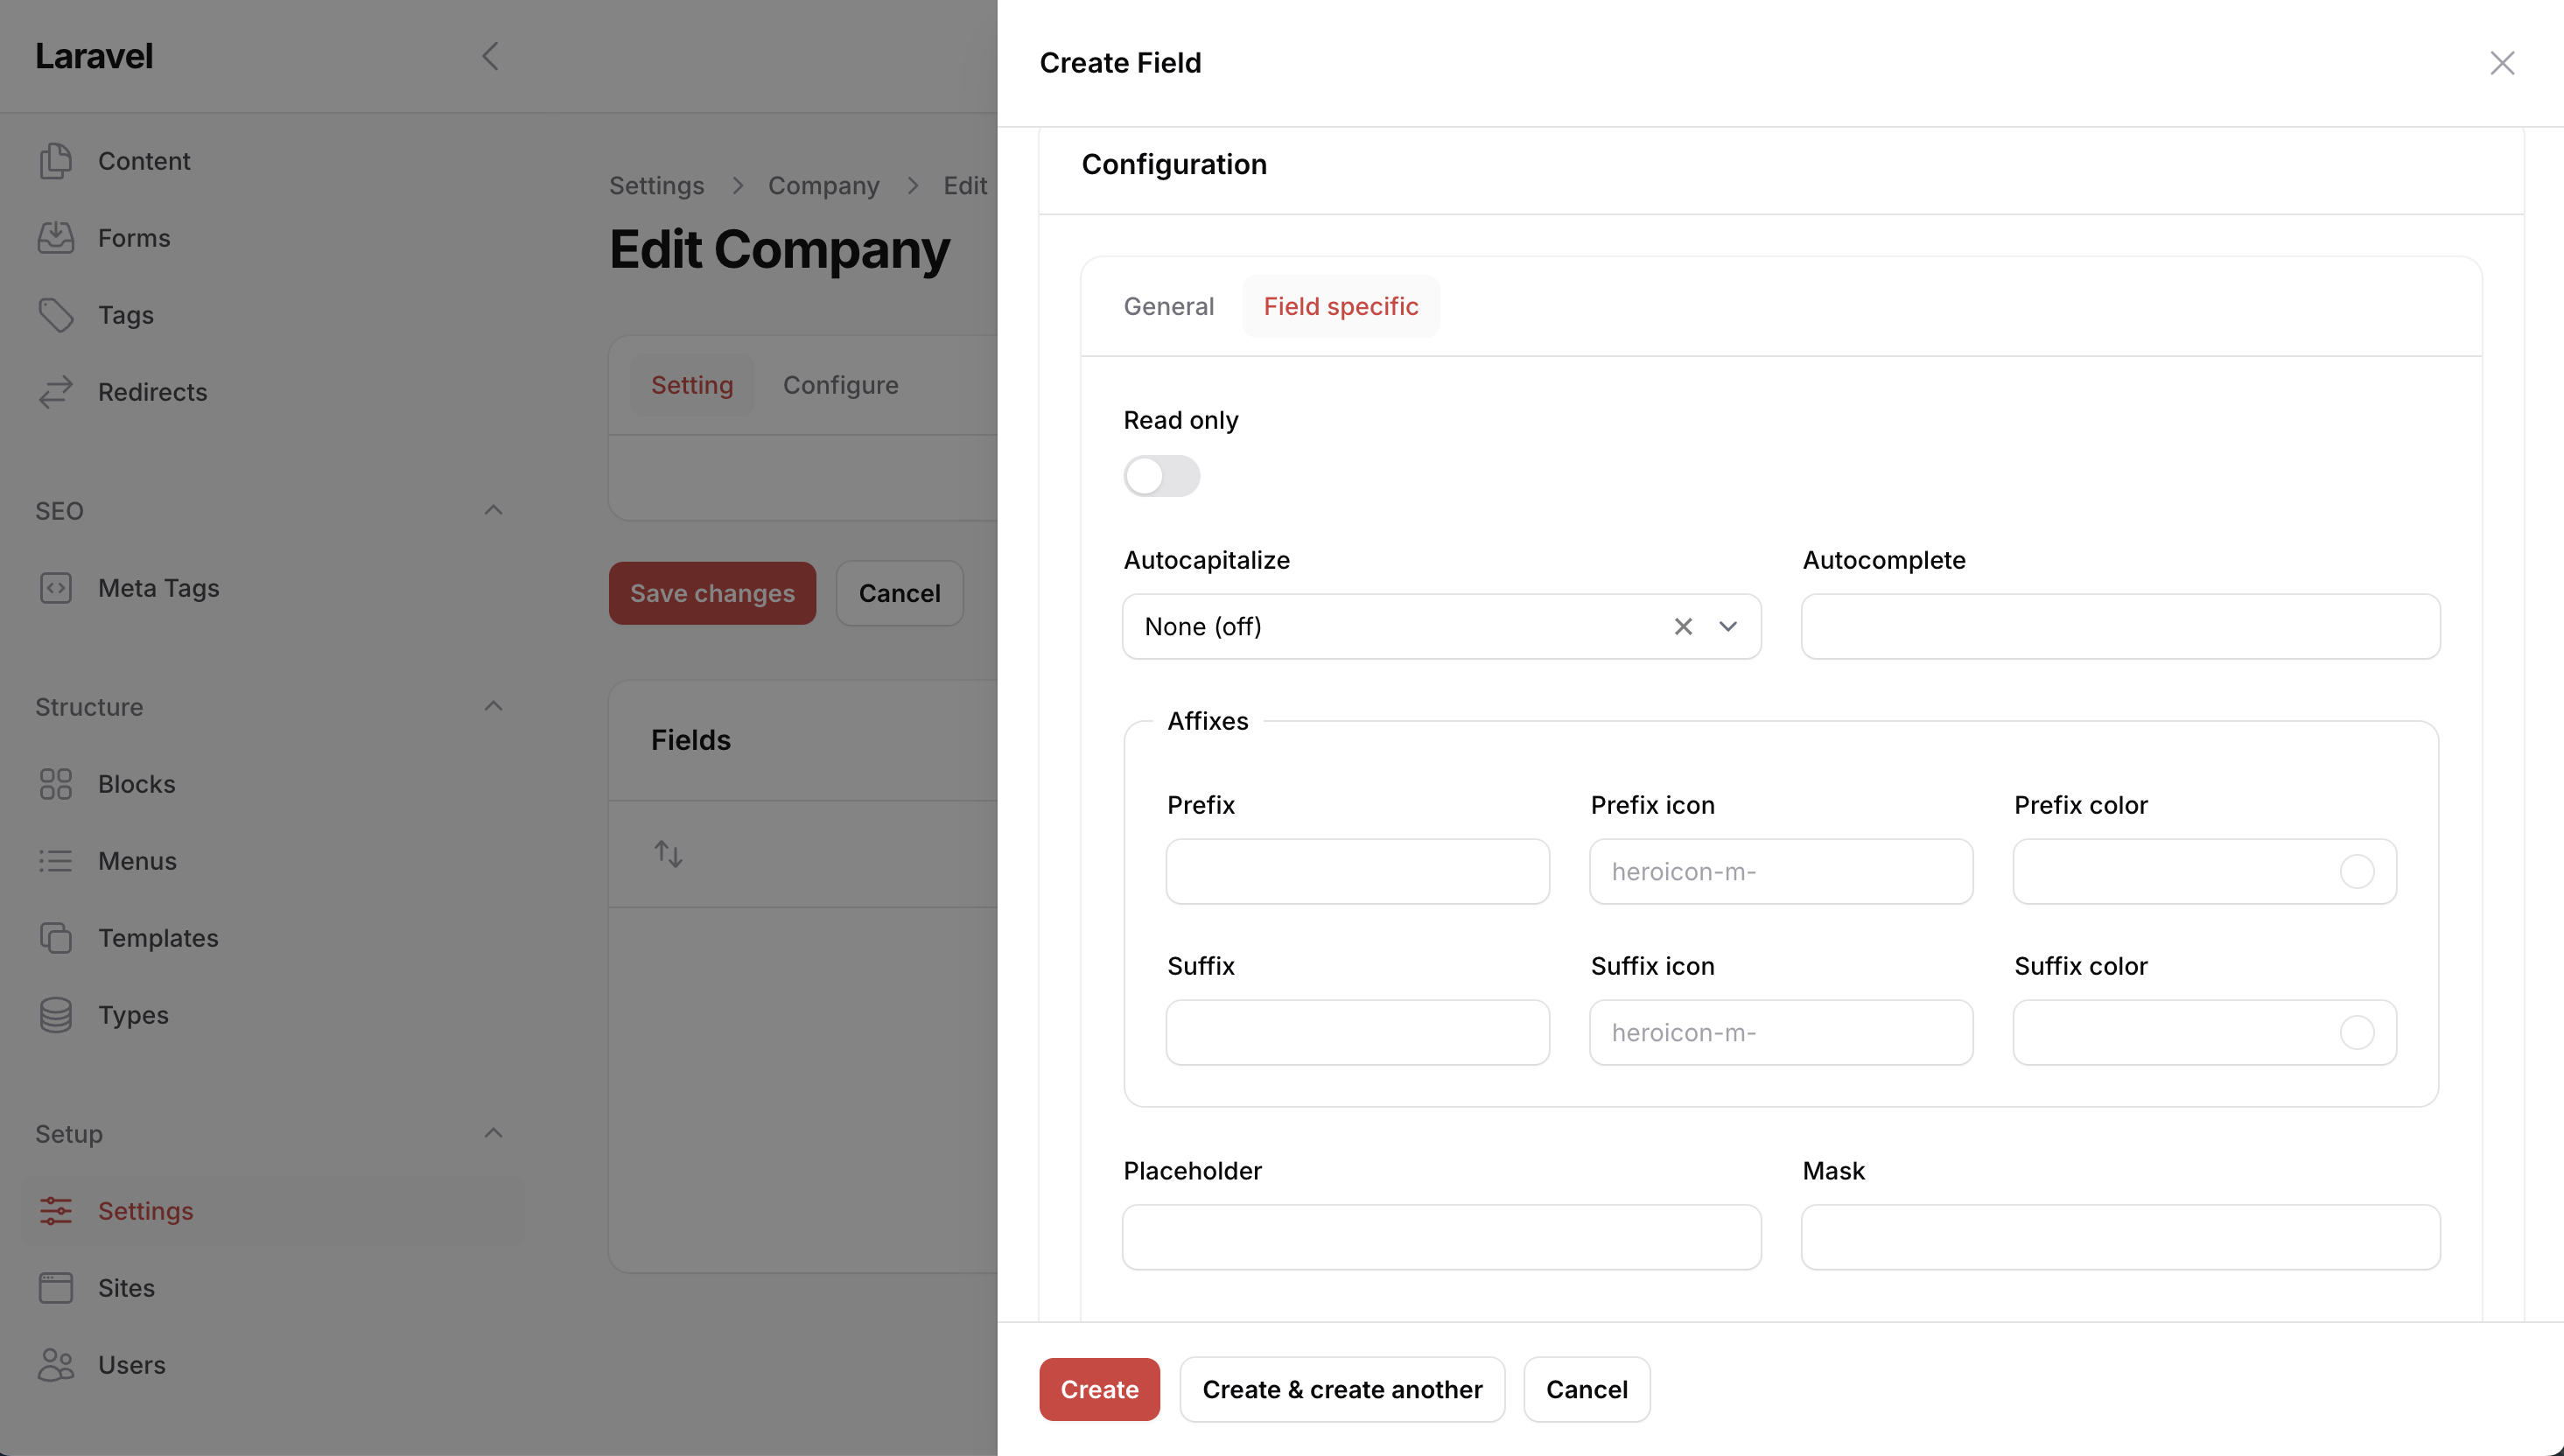 Laravel
Content
Forms
Tags
Redirects
SEO
Meta Tags
Structure
Blocks
Menus
Templates
Types
Setup
Settings
Sites
Users
Settings > Company > Edit
Edit Company
Setting Configure
Save changes Cancel
Fields
Create Field
Configuration
General Field specific
Read only
Autocapitalize Autocomplete
None (off)
Affixes
Prefix Prefix icon Prefix color
heroicon-m-
Suffix Suffix icon Suffix color
heroicon-m-
Placeholder Mask
Create Create & create another Cancel